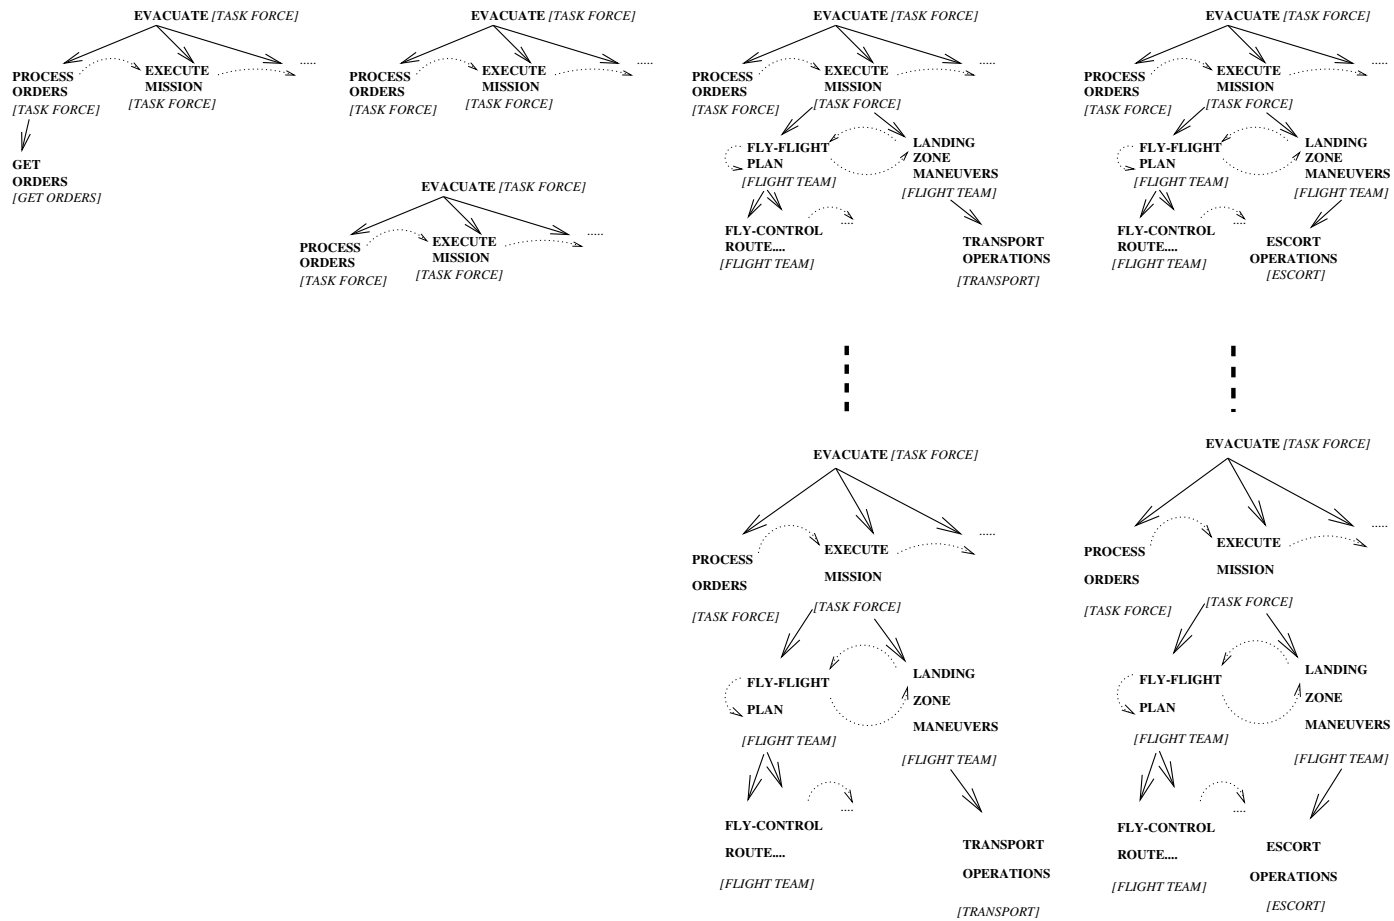 EVACUATE [TASK FORCE]
PROCESS
ORDERS
[TASK FORCE]
EXECUTE
MISSION
[TASK FORCE]
.....
GET
ORDERS
[GET ORDERS]
EVACUATE [TASK FORCE]
PROCESS
ORDERS
[TASK FORCE]
EXECUTE
MISSION
[TASK FORCE]
.....
EVACUATE [TASK FORCE]
PROCESS
ORDERS
[TASK FORCE]
EXECUTE
MISSION
[TASK FORCE]
.....
EVACUATE [TASK FORCE]
PROCESS
ORDERS
[TASK FORCE]
EXECUTE
MISSION
[TASK FORCE]
.....
FLY-FLIGHT
PLAN
[FLIGHT TEAM]
LANDING
ZONE
MANEUVERS
[FLIGHT TEAM]
FLY-CONTROL
ROUTE....
[FLIGHT TEAM]
....
TRANSPORT
OPERATIONS
[TRANSPORT]
EVACUATE [TASK FORCE]
PROCESS
ORDERS
[TASK FORCE]
EXECUTE
MISSION
[TASK FORCE]
.....
FLY-FLIGHT
PLAN
[FLIGHT TEAM]
LANDING
ZONE
MANEUVERS
[FLIGHT TEAM]
FLY-CONTROL
ROUTE....
[FLIGHT TEAM]
....
ESCORT
OPERATIONS
[ESCORT]
EVACUATE [TASK FORCE]
PROCESS
ORDERS
[TASK FORCE]
EXECUTE
MISSION
[TASK FORCE]
.....
FLY-FLIGHT
PLAN
[FLIGHT TEAM]
LANDING
ZONE
MANEUVERS
[FLIGHT TEAM]
FLY-CONTROL
ROUTE....
[FLIGHT TEAM]
....
TRANSPORT
OPERATIONS
[TRANSPORT]
EVACUATE [TASK FORCE]
PROCESS
ORDERS
[TASK FORCE]
EXECUTE
MISSION
[TASK FORCE]
.....
FLY-FLIGHT
PLAN
[FLIGHT TEAM]
LANDING
ZONE
MANEUVERS
[FLIGHT TEAM]
FLY-CONTROL
ROUTE....
[FLIGHT TEAM]
....
ESCORT
OPERATIONS
[ESCORT]